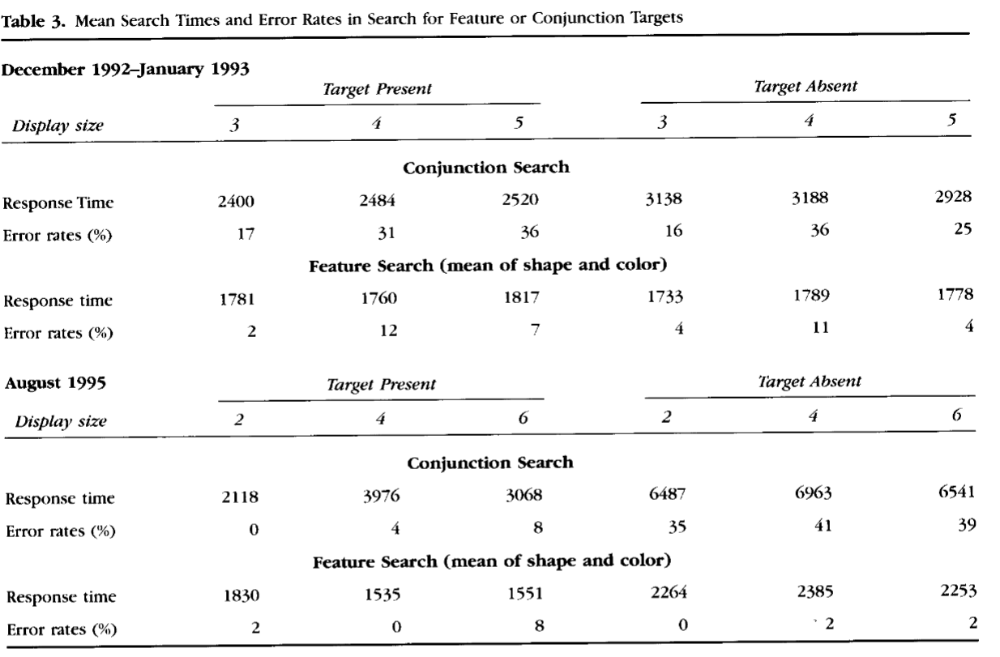 Table 3. Mean Search Times and Error Rates in Search for Feature or Conjunction Targets
December 1992–January 1993
Target Present Target Absent
Display size 3 4 5 3 4 5
Conjunction Search
Response Time 2400 2484 2520 3138 3188 2928
Error rates (%) 17 31 36 16 36 25
Feature Search (mean of shape and color)
Response time 1781 1760 1817 1733 1789 1778
Error rates (%) 2 12 7 4 11 4
August 1995 Target Present Target Absent
Display size 2 4 6 2 4 6
Conjunction Search
Response time 2118 3976 3068 6487 6963 6541
Error rates (%) 0 4 8 35 41 39
Feature Search (mean of shape and color)
Response time 1830 1535 1551 2264 2385 2253
Error rates (%) 2 0 8 0 2 2